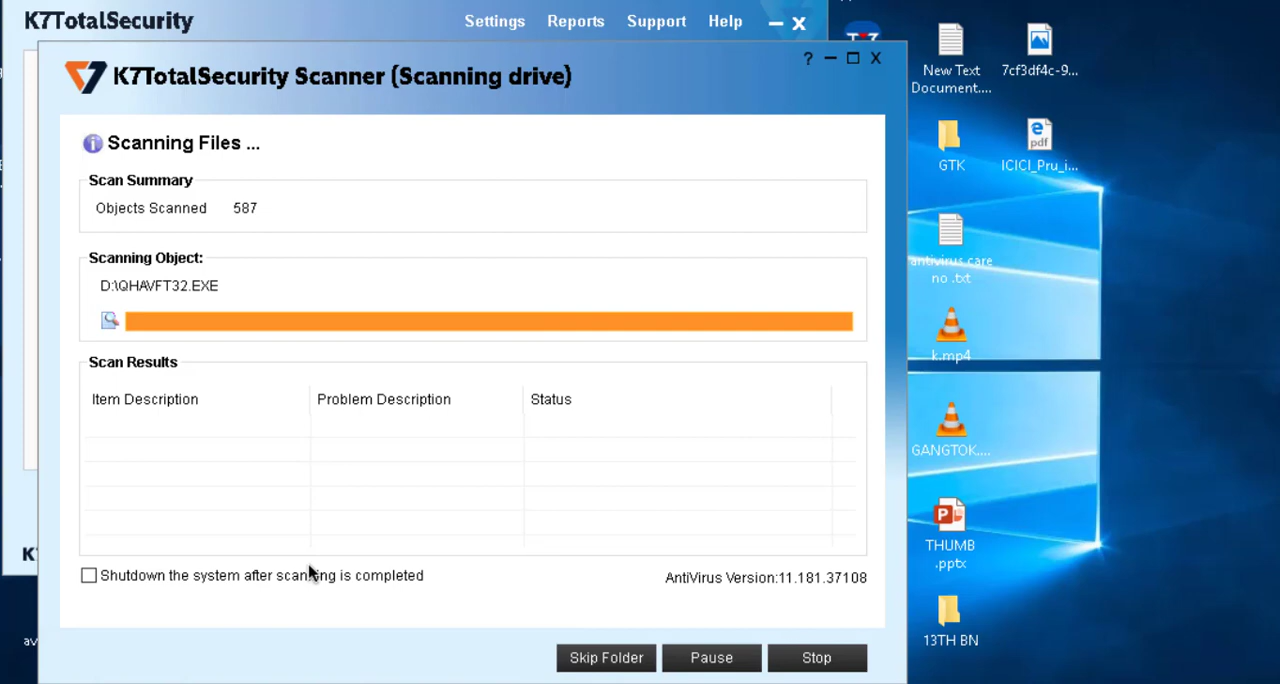 K7TotalSecurity
Settings Reports Support Help
K7TotalSecurity Scanner (Scanning drive)
Scanning Files ...
Scan Summary
Objects Scanned 587
Scanning Object:
D:\QHAVFT32.EXE
Scan Results
Item Description Problem Description Status
Shutdown the system after scanning is completed
AntiVirus Version:11.181.37108
Skip Folder Pause Stop
New Text
Document....
7cf3df4c-9...
GTK
ICICI_Pru_i...
antivirus care
no .txt
k.mp4
GANGTOK....
THUMB
.pptx
13TH BN